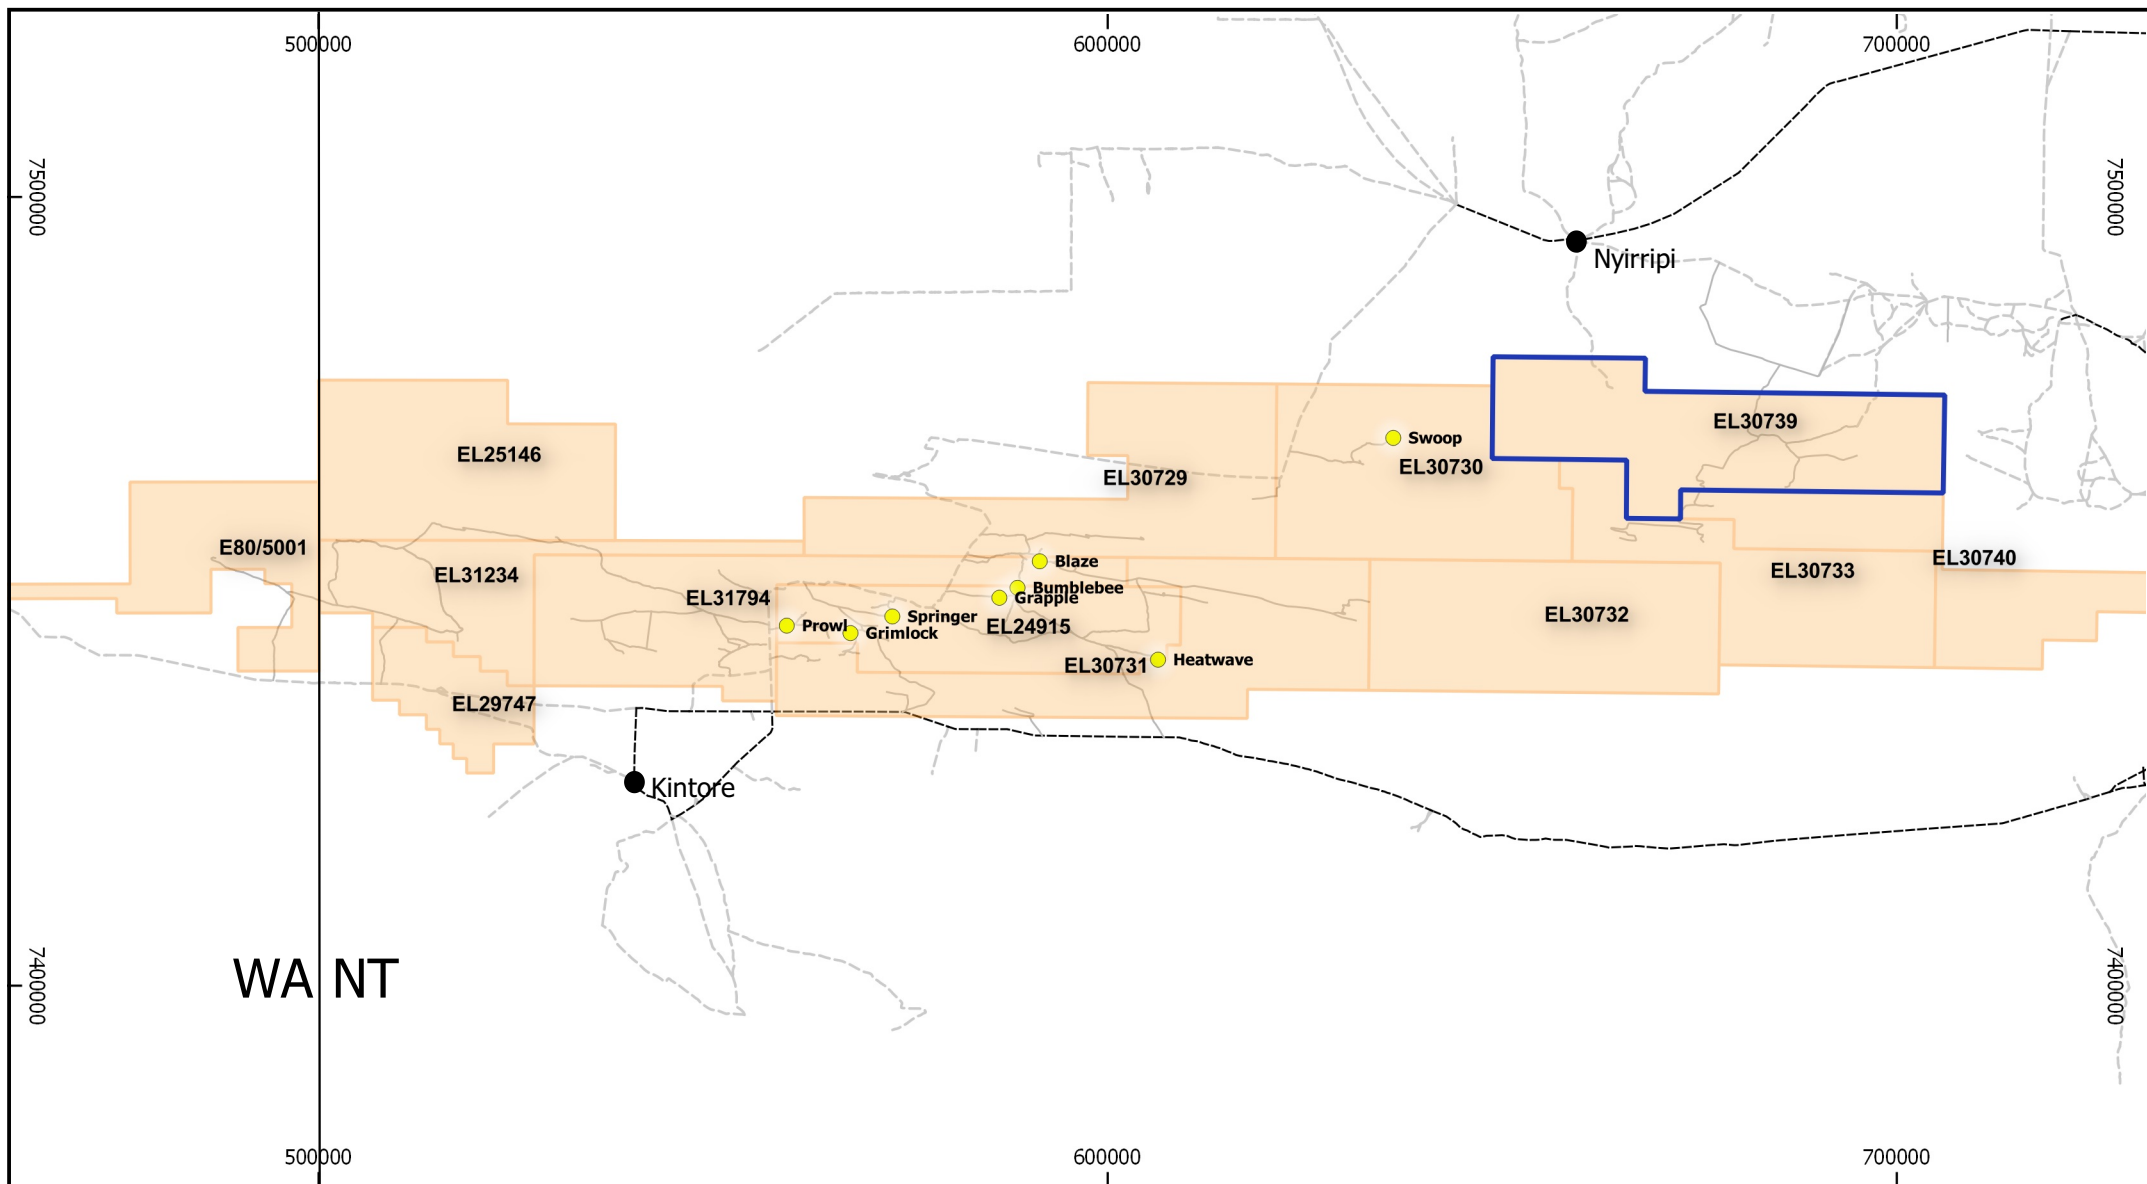 500000
600000
700000
7500000
7500000
Nyirripi
EL30739
EL25146
Swoop
EL30730
EL30729
E80/5001
EL31234
Blaze
EL30740
EL30733
Bumblebee
Grapple
EL31794
EL30732
Springer
Prowl
EL24915
Grimlock
EL30731
Heatwave
EL29747
Kintore
WA NT
7400000
7400000
500000
600000
700000